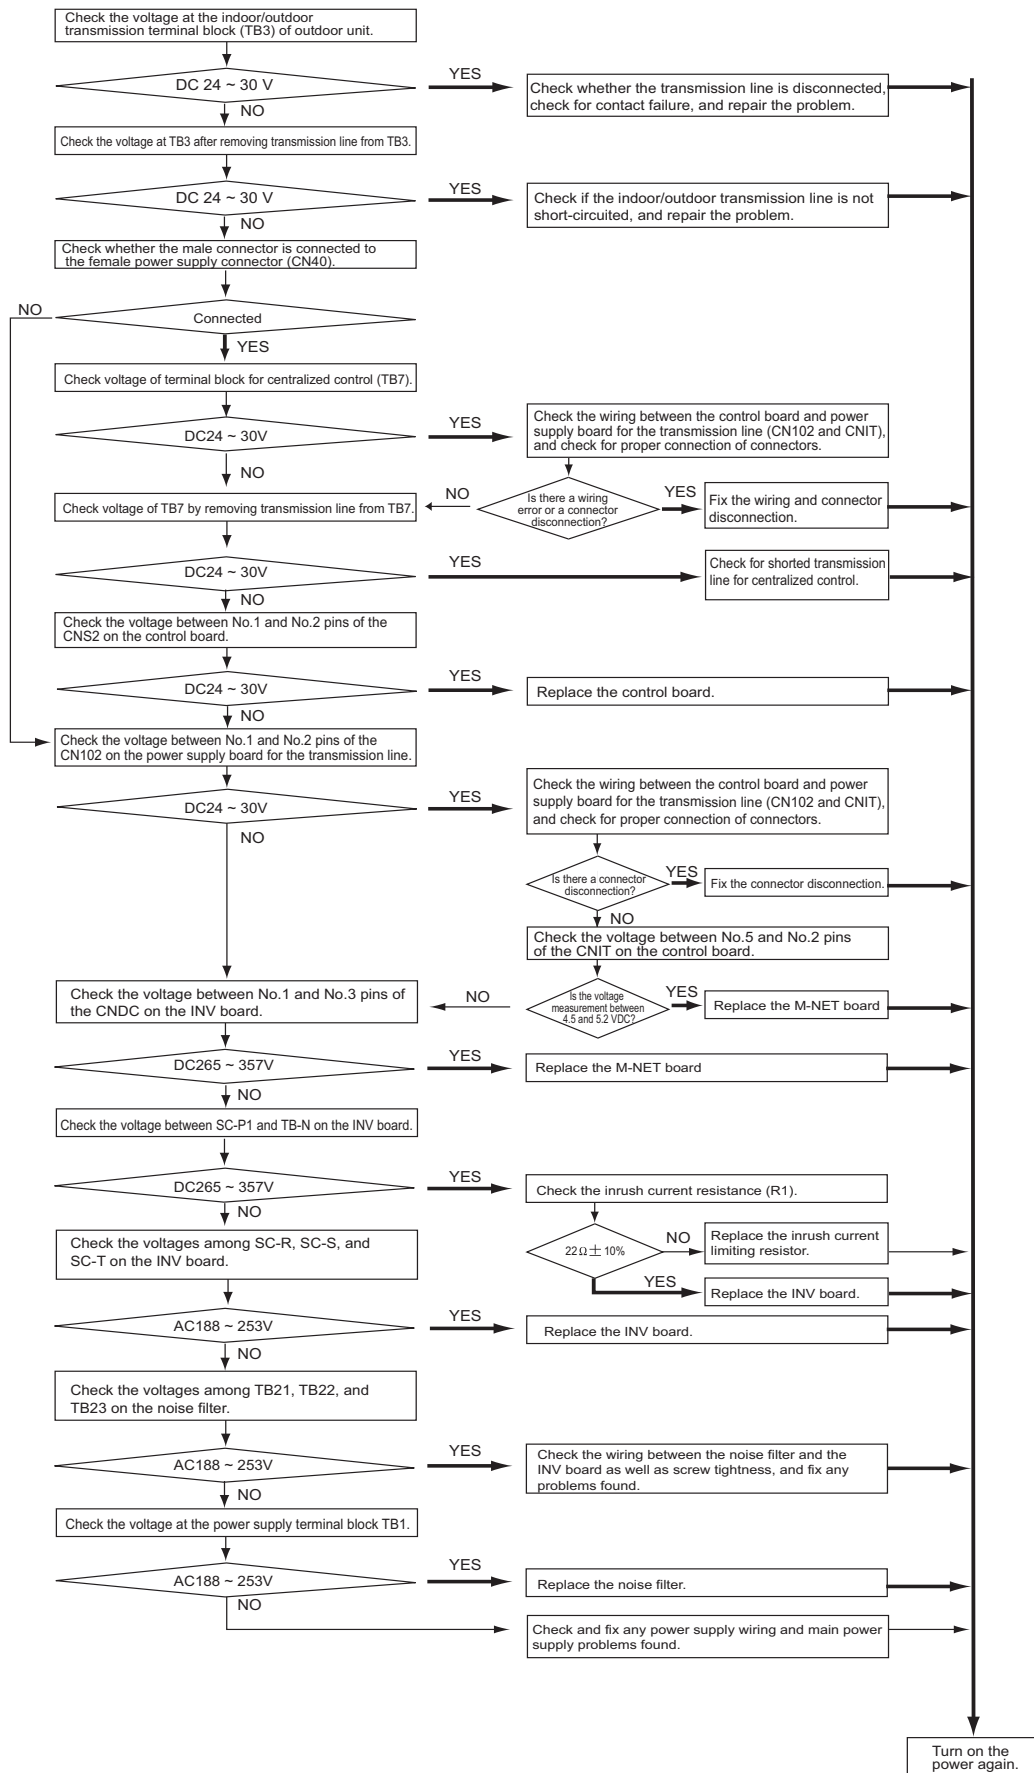 Check the voltage at the indoor/outdoor
transmission terminal block (TB3) of outdoor unit.
DC 24 ~ 30 V
YES
Check whether the transmission line is disconnected,
check for contact failure, and repair the problem.
NO
Check the voltage at TB3 after removing transmission line from TB3.
DC 24 ~ 30 V
YES
Check if the indoor/outdoor transmission line is not
short-circuited, and repair the problem.
NO
Check whether the male connector is connected to
the female power supply connector (CN40).
NO
Connected
YES
Check voltage of terminal block for centralized control (TB7).
DC24 ~ 30V
YES
Check the wiring between the control board and power
supply board for the transmission line (CN102 and CNIT),
and check for proper connection of connectors.
NO
Is there a wiring
error or a connector
disconnection?
NO
YES
Fix the wiring and connector
disconnection.
Check voltage of TB7 by removing transmission line from TB7.
DC24 ~ 30V
YES
Check for shorted transmission
line for centralized control.
NO
Check the voltage between No.1 and No.2 pins of the
CNS2 on the control board.
DC24 ~ 30V
YES
Replace the control board.
NO
Check the voltage between No.1 and No.2 pins of the
CN102 on the power supply board for the transmission line.
DC24 ~ 30V
YES
Check the wiring between the control board and power
supply board for the transmission line (CN102 and CNIT),
and check for proper connection of connectors.
NO
Is there a connector
disconnection?
YES
Fix the connector disconnection.
NO
Check the voltage between No.5 and No.2 pins
of the CNIT on the control board.
Is the voltage
measurement between
4.5 and 5.2 VDC?
YES
Replace the M-NET board
NO
Check the voltage between No.1 and No.3 pins of
the CNDC on the INV board.
DC265 ~ 357V
YES
Replace the M-NET board
NO
Check the voltage between SC-P1 and TB-N on the INV board.
DC265 ~ 357V
YES
Check the inrush current resistance (R1).
NO
22 Ω ± 10%
NO
Replace the inrush current
limiting resistor.
YES
Replace the INV board.
Check the voltages among SC-R, SC-S, and
SC-T on the INV board.
AC188 ~ 253V
YES
Replace the INV board.
NO
Check the voltages among TB21, TB22, and
TB23 on the noise filter.
AC188 ~ 253V
YES
Check the wiring between the noise filter and the
INV board as well as screw tightness, and fix any
problems found.
NO
Check the voltage at the power supply terminal block TB1.
AC188 ~ 253V
YES
Replace the noise filter.
NO
Check and fix any power supply wiring and main power
supply problems found.
Turn on the
power again.